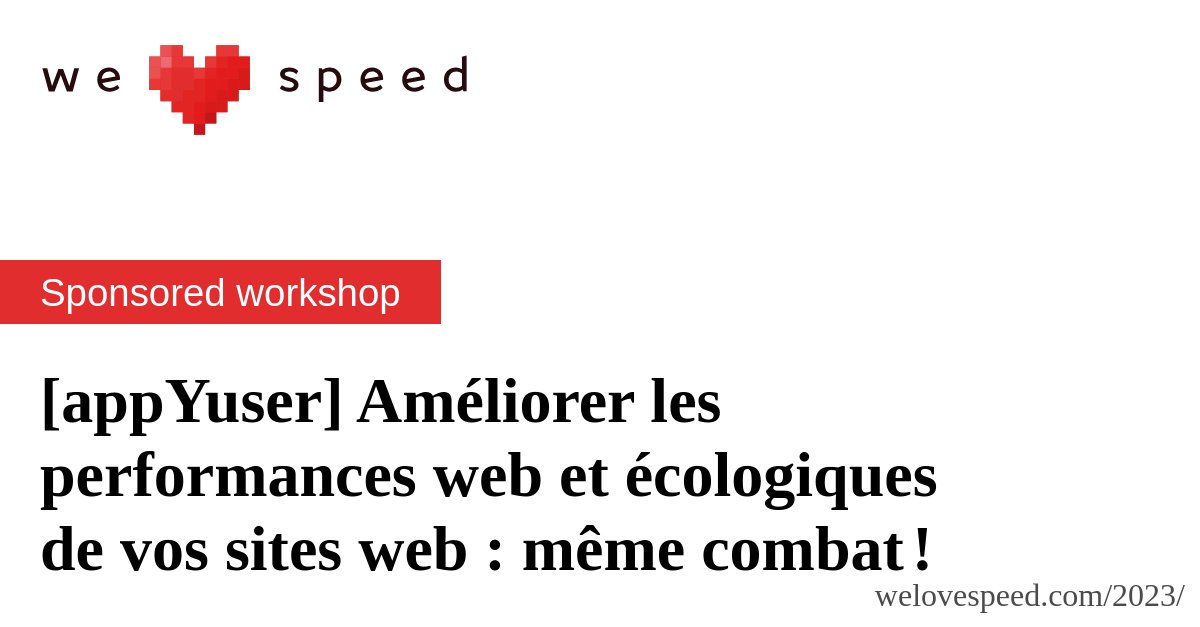 we speed
Sponsored workshop
[appYuser] Améliorer les
performances web et écologiques
de vos sites web : même combat !
welovespeed.com/2023/